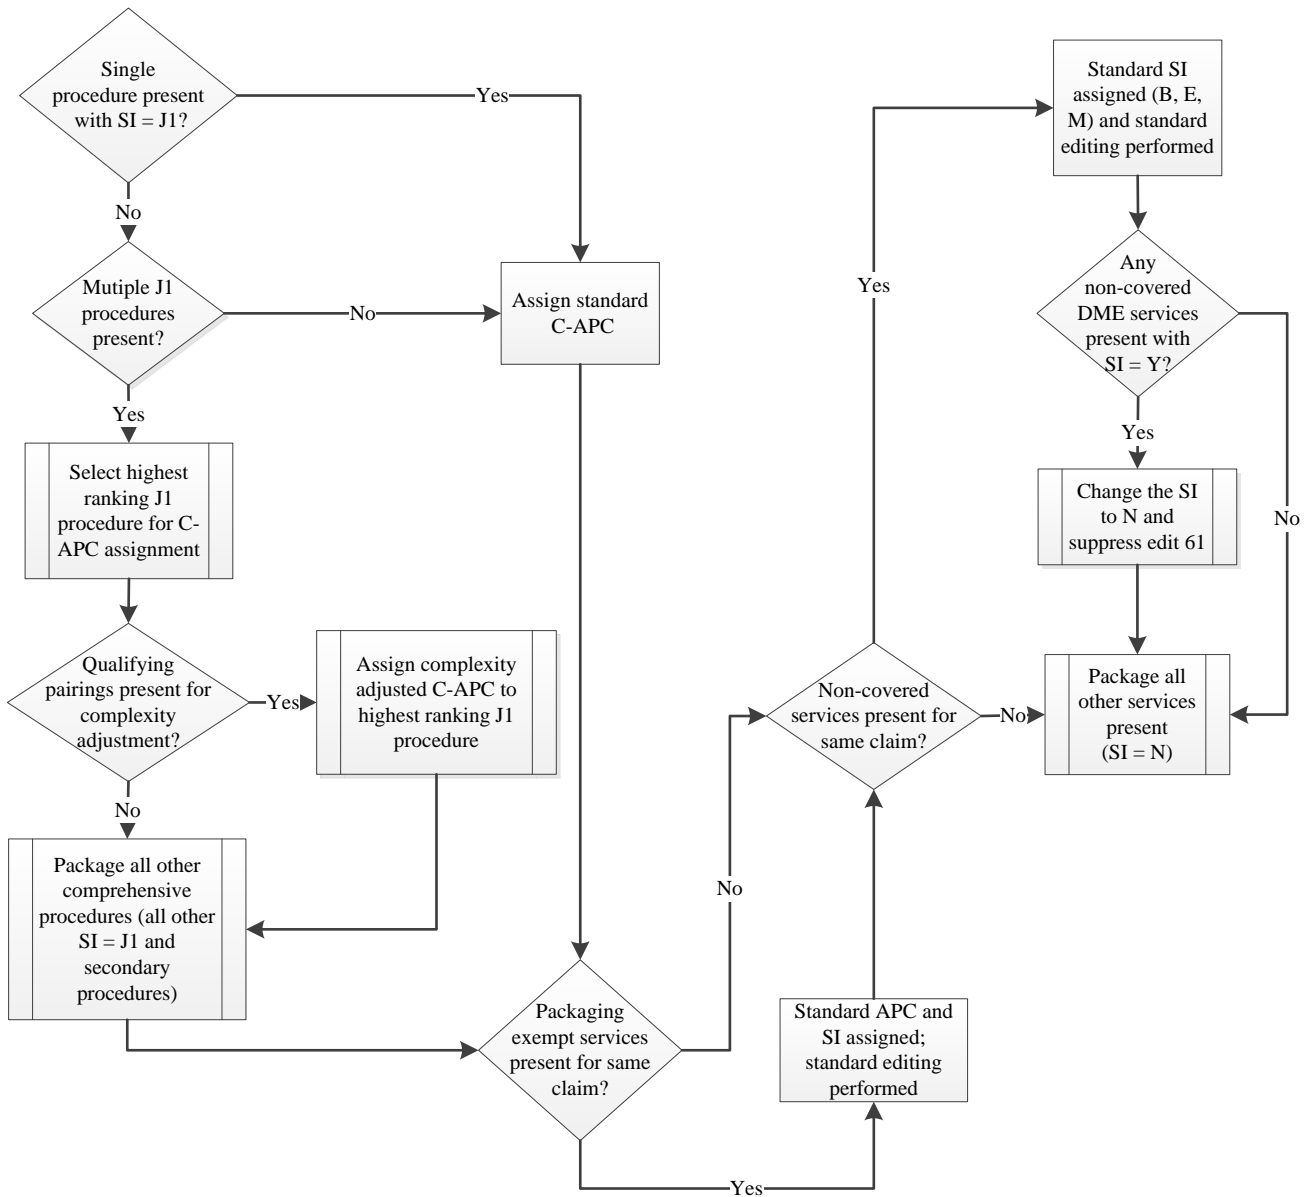 Single
procedure present
with SI = J1?
Yes
No
Mutiple J1
procedures
present?
No
Assign standard
C-APC
Yes
Select highest
ranking J1
procedure for C-
APC assignment
Qualifying
pairings present for
complexity
adjustment?
Yes
Assign complexity
adjusted C-APC to
highest ranking J1
procedure
No
Package all other
comprehensive
procedures (all other
SI = J1 and
secondary
procedures)
Packaging
exempt services
present for same
claim?
No
Yes
Standard APC and
SI assigned;
standard editing
performed
Non-covered
services present for
same claim?
Yes
No
Standard SI
assigned (B, E,
M) and standard
editing performed
Any
non-covered
DME services
present with
SI = Y?
Yes
No
Change the SI
to N and
suppress edit 61
Package all
other services
present
(SI = N)